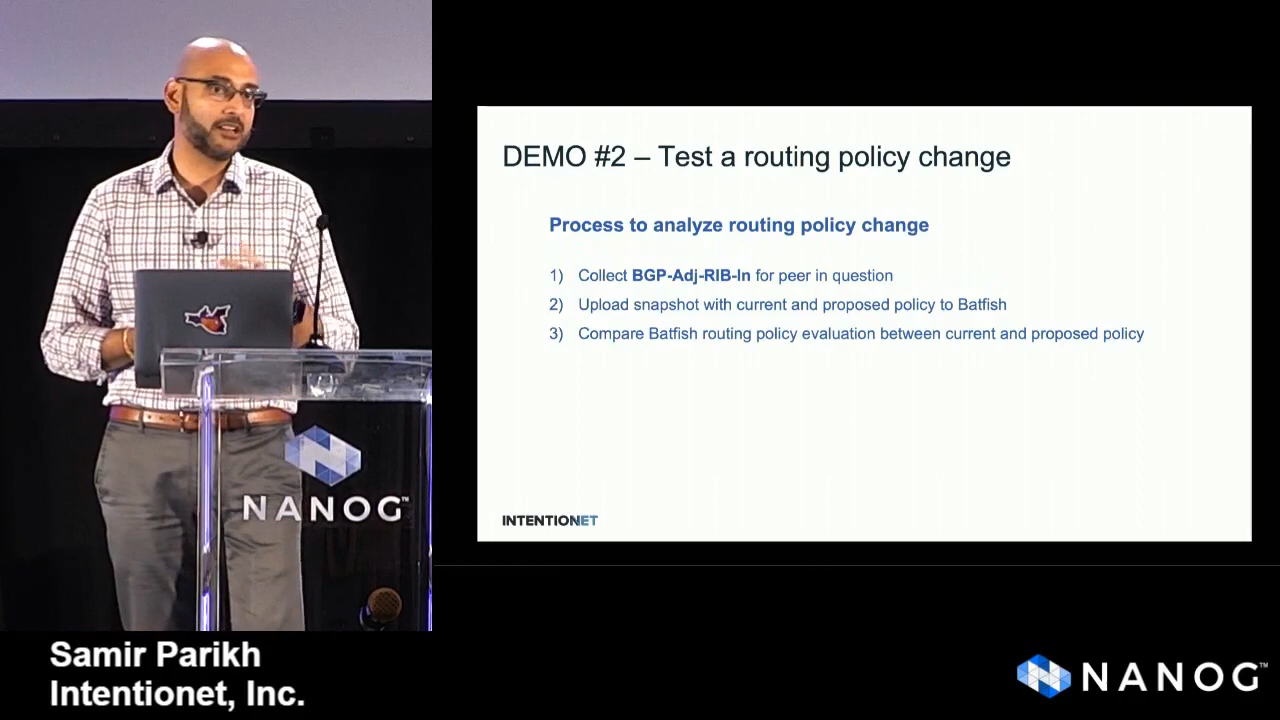 DEMO #2 – Test a routing policy change
Process to analyze routing policy change
1) Collect BGP-Adj-RIB-In for peer in question
2) Upload snapshot with current and proposed policy to Batfish
3) Compare Batfish routing policy evaluation between current and proposed policy
INTENTIONET
NANOG™
Samir Parikh
Intentionet, Inc.
NANOG™